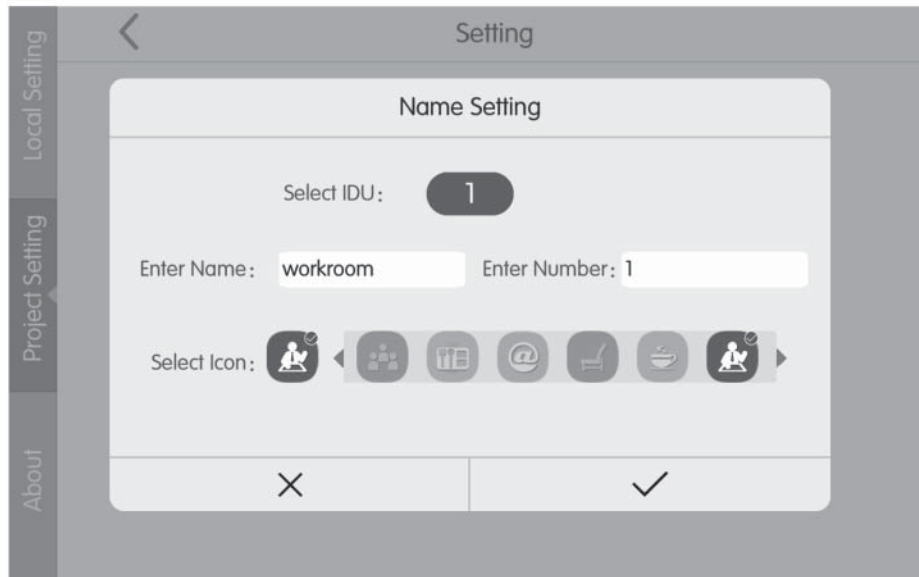 Setting
Local Setting
Project Setting
About
Name Setting
Select IDU: 1
Enter Name: workroom Enter Number: 1
Select Icon: @